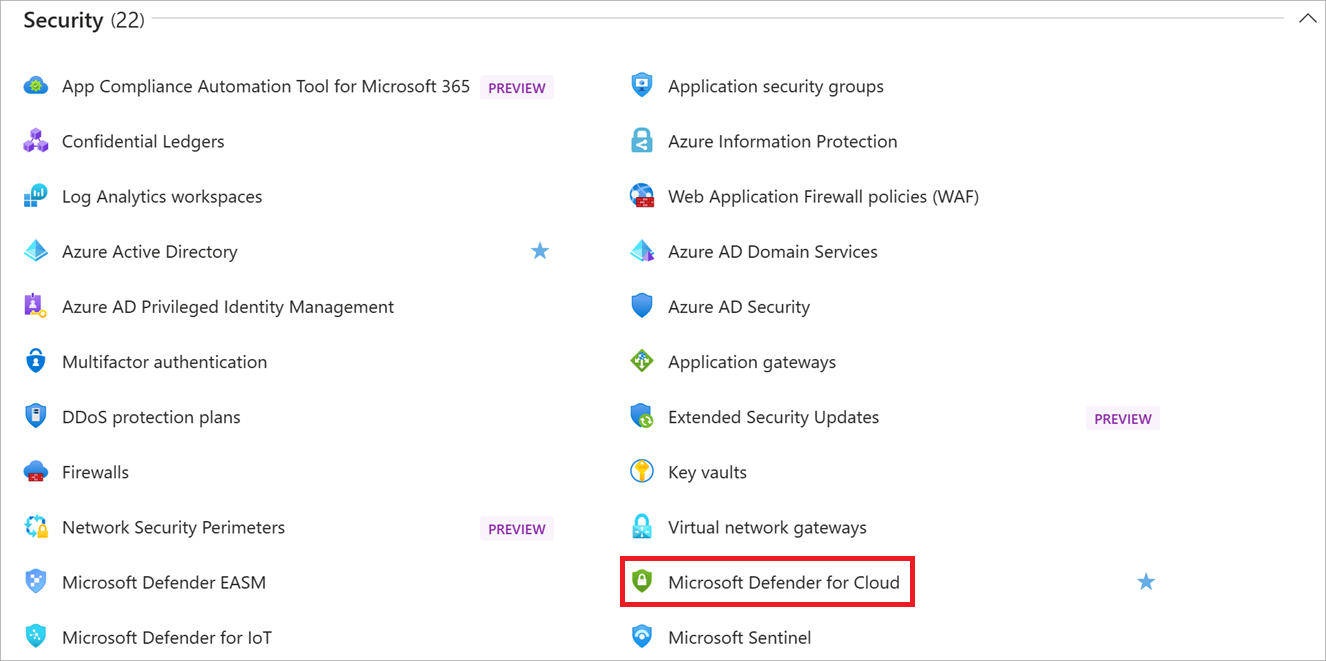 Security (22)
App Compliance Automation Tool for Microsoft 365 PREVIEW
Application security groups
Confidential Ledgers
Azure Information Protection
Log Analytics workspaces
Web Application Firewall policies (WAF)
Azure Active Directory
Azure AD Domain Services
Azure AD Privileged Identity Management
Azure AD Security
Multifactor authentication
Application gateways
DDoS protection plans
Extended Security Updates PREVIEW
Firewalls
Key vaults
Network Security Perimeters PREVIEW
Virtual network gateways
Microsoft Defender EASM
Microsoft Defender for Cloud
Microsoft Defender for IoT
Microsoft Sentinel